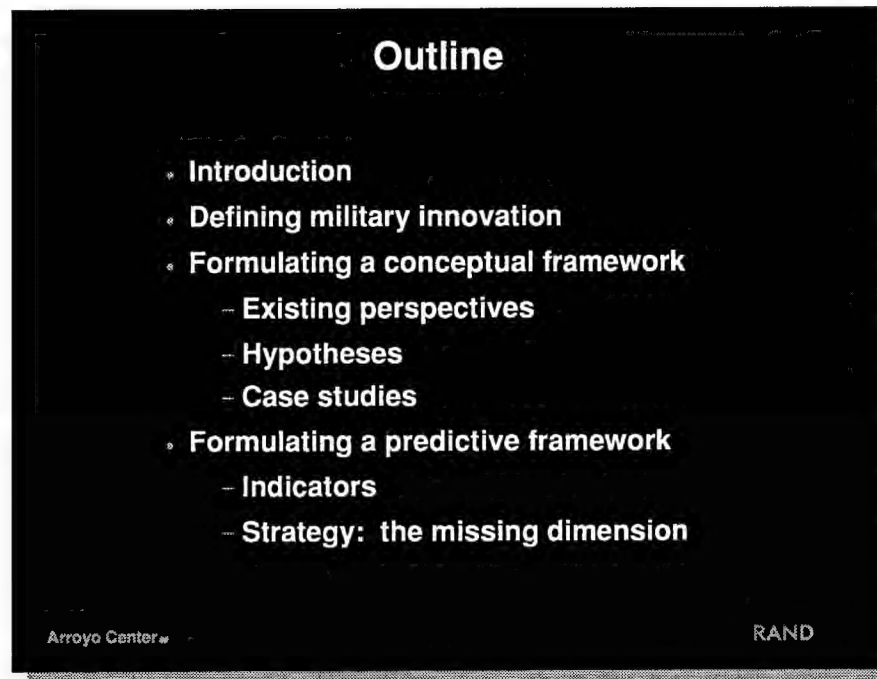 Outline
• Introduction
• Defining military innovation
• Formulating a conceptual framework
– Existing perspectives
– Hypotheses
– Case studies
• Formulating a predictive framework
– Indicators
– Strategy: the missing dimension
Arroyo Center
RAND